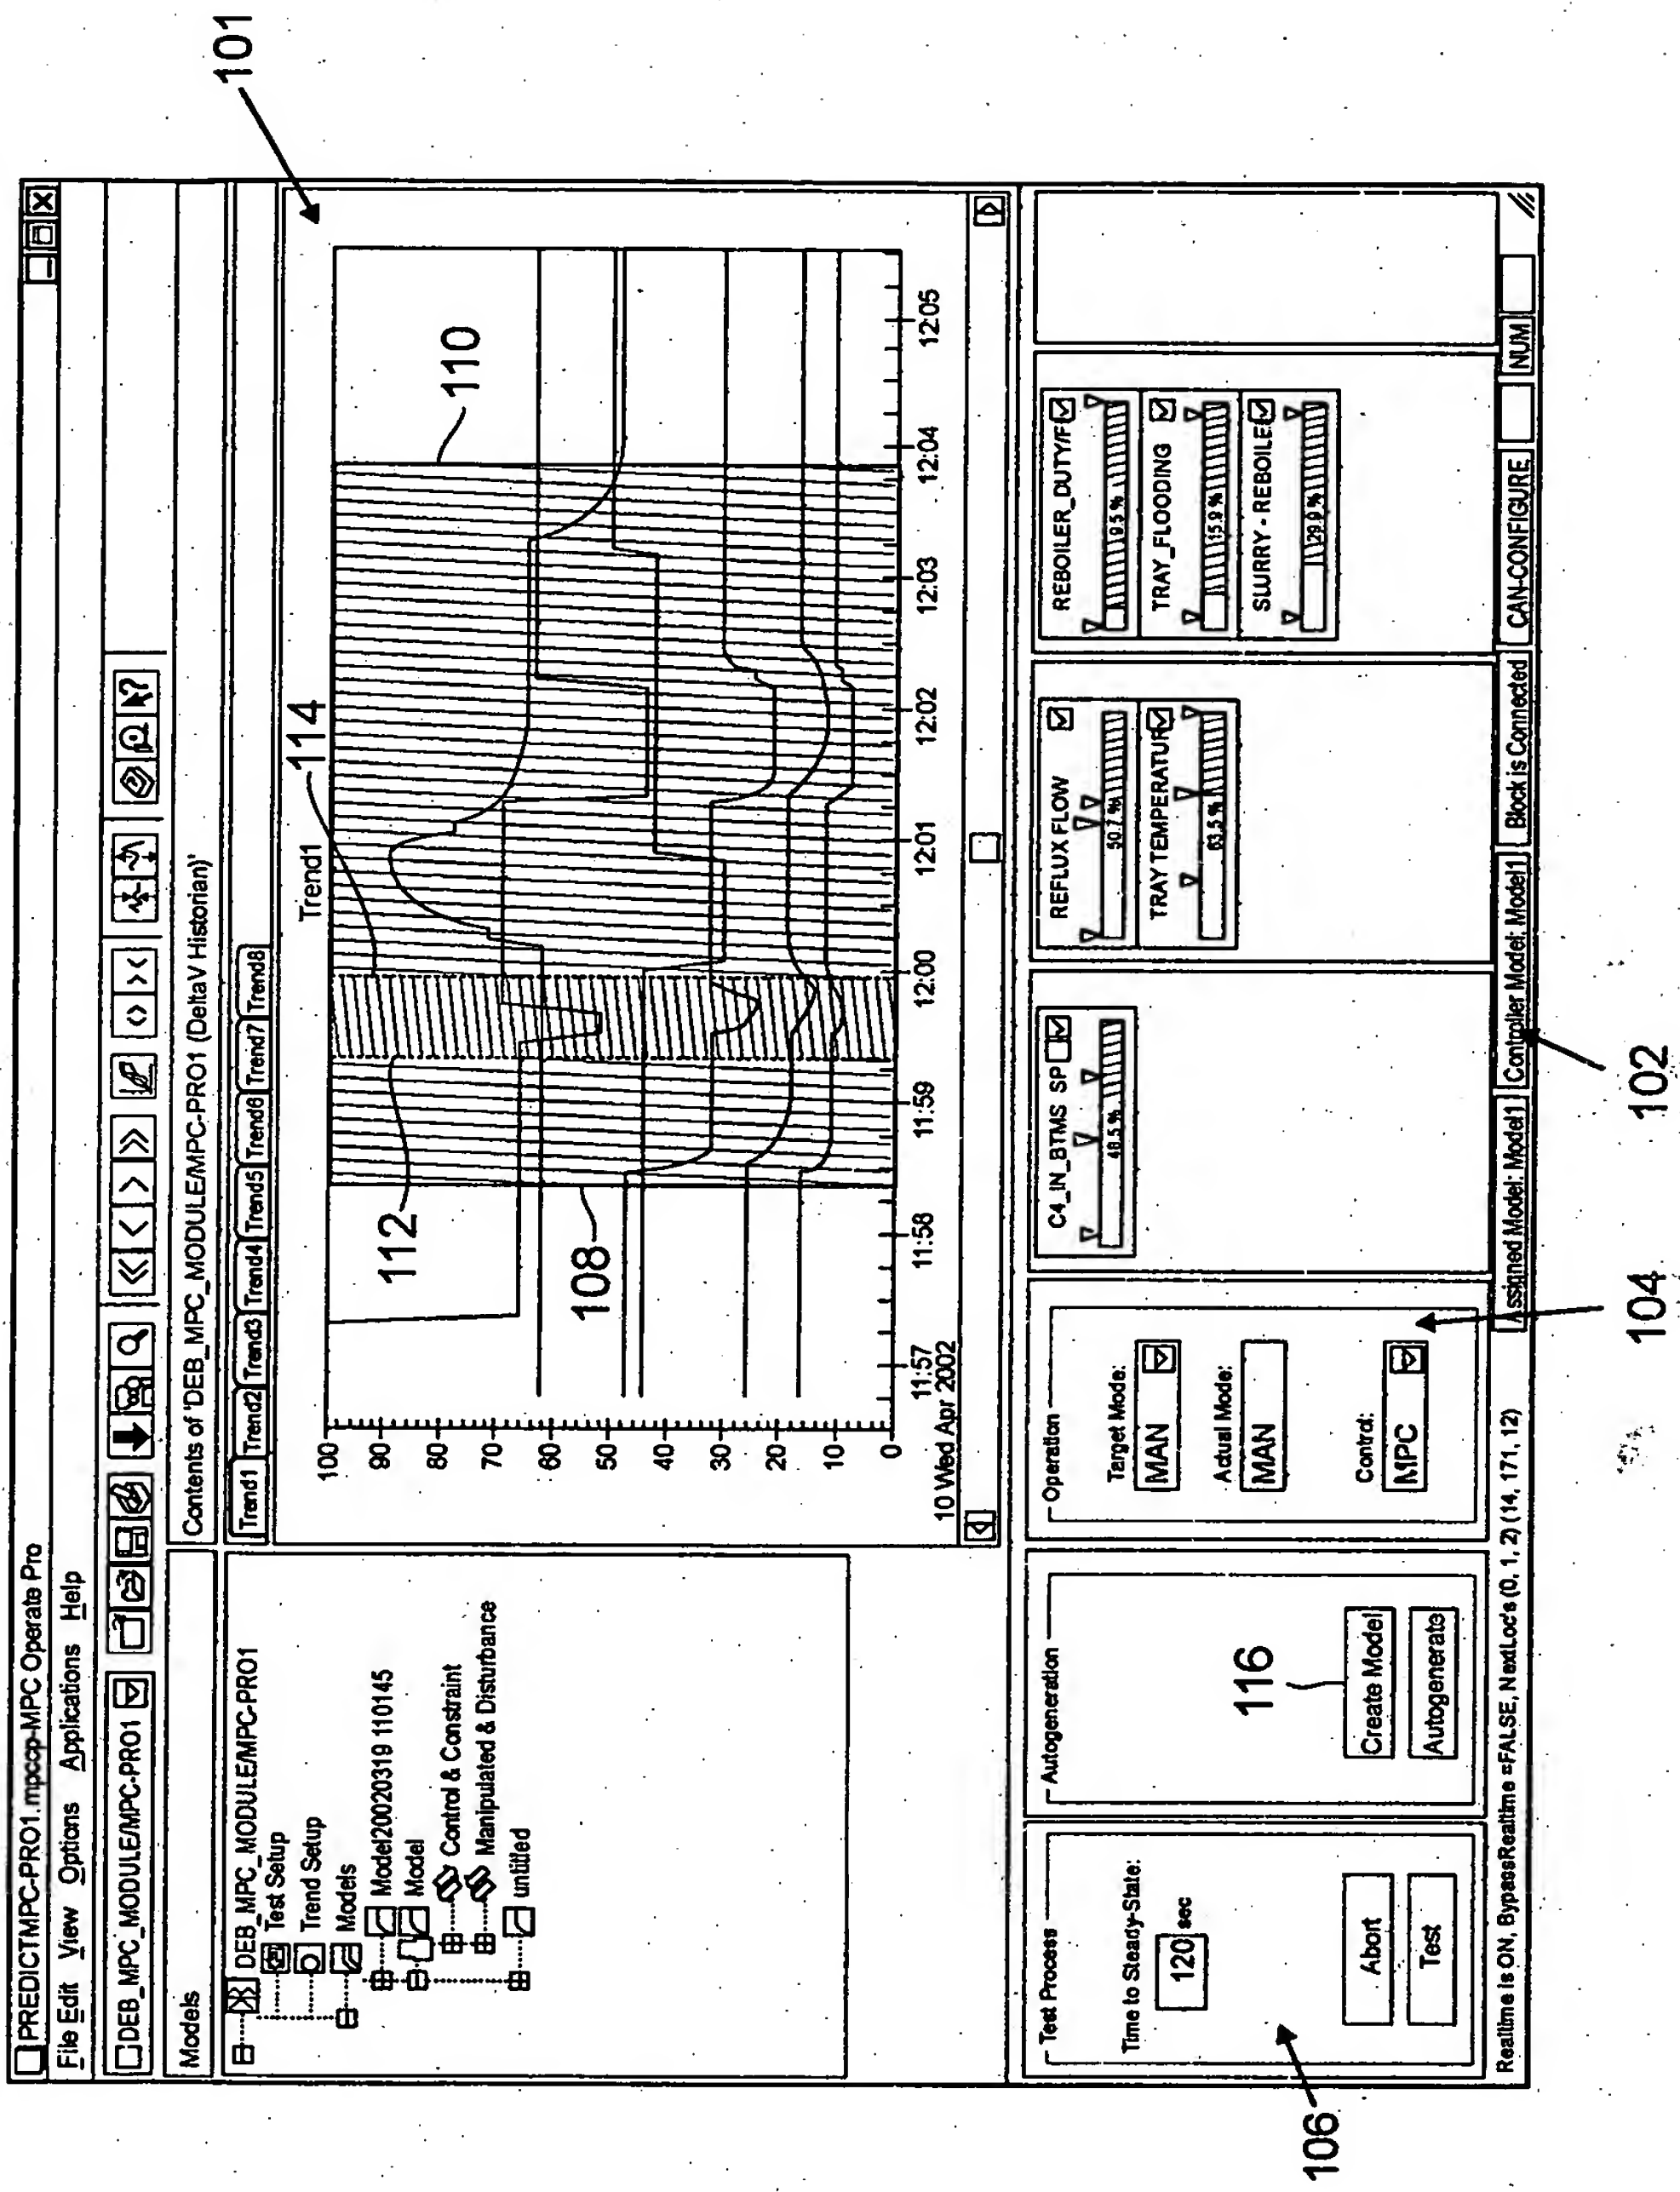 PREDICTMPC-PRO1.mpccp-MPC Operate Pro
File Edit View Options Applications Help
DEB_MPC_MODULE/MPC-PRO1
Models
Contents of 'DEB_MPC_MODULE/MPC-PRO1 (DeltaV Historian)'
DEB_MPC_MODULE/MPC-PRO1
Test Setup
Trend Setup
Models
Model20020319 110145
Model
Control & Constraint
Manipulated & Disturbance
untitled
Trend1 Trend2 Trend3 Trend4 Trend5 Trend6 Trend7 Trend8
Trend1
101
114
112
110
108
100
90
80
70
60
50
40
30
20
10
0
11:57 11:58 11:59 12:00 12:01 12:02 12:03 12:04 12:05
10 Wed Apr 2002
Test Process
Time to Steady-State:
120 sec
Abort
Test
106
Autogeneration
116
Create Model
Autogenerate
Operation
Target Mode:
MAN
Actual Mode:
MAN
Control:
MPC
104
C4_IN_BTMS SP
48.5 %
REFLUX FLOW
50.7 %
TRAY TEMPERATURE
63.5 %
REBOILER_DUTY/F
9.5 %
TRAY_FLOODING
15.9 %
SLURRY - REBOILE
29.9 %
Realtime is ON, BypassRealtime =FALSE, NextLoc's (0, 1, 2) (14, 171, 12)
Assigned Model: Model1 Controller Model: Model1 Block is Connected CAN-CONFIGURE NUM
102